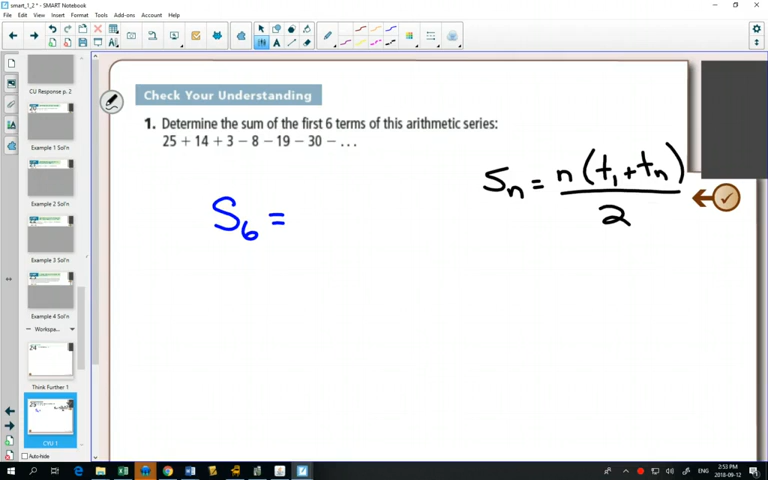 smart_1_2 * - SMART Notebook
File Edit View Insert Format Tools Add-ons Account Help
CU Response p. 2
Example 1 Sol'n
Example 2 Sol'n
Example 3 Sol'n
Example 4 Sol'n
Workspa...
Think Further 1
CYU 1
Auto-hide
Check Your Understanding
1. Determine the sum of the first 6 terms of this arithmetic series:
25 + 14 + 3 − 8 − 19 − 30 − ...
Sn = n(t1 + tn) / 2
S6 =
ENG
2:53 PM
2018-09-12